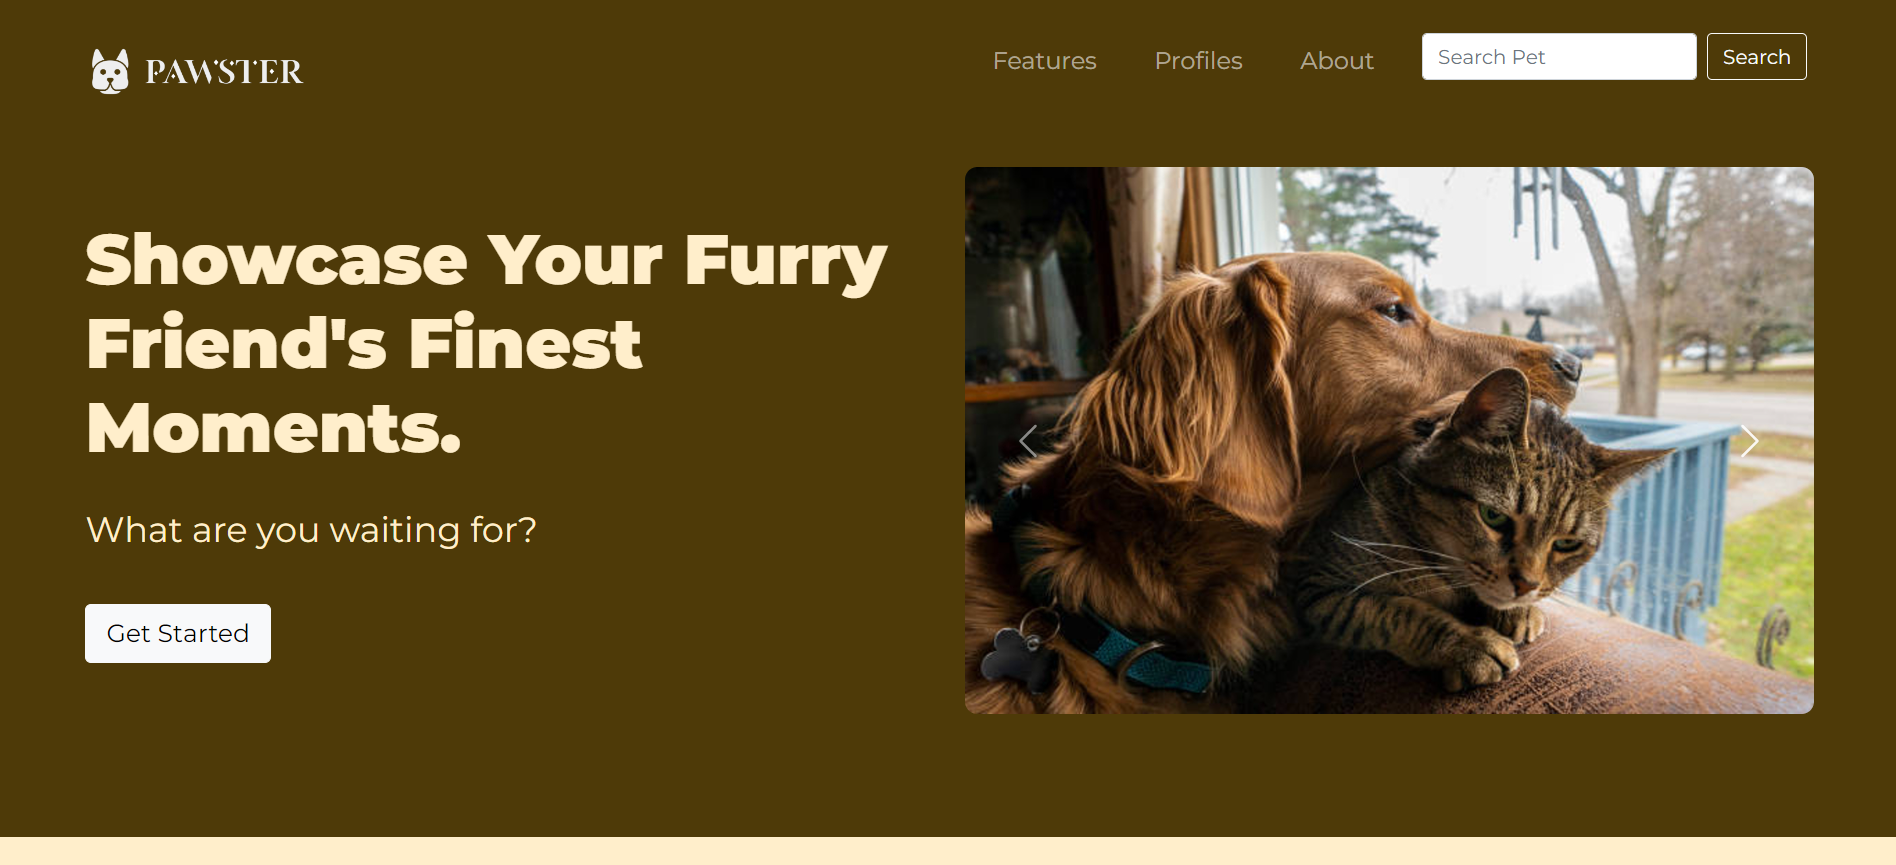 PAWSTER
Features
Profiles
About
Search Pet
Search
Showcase Your Furry
Friend's Finest
Moments.
What are you waiting for?
Get Started